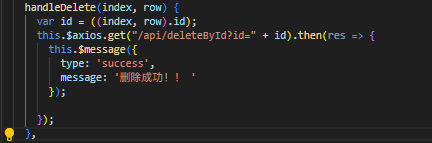 handleDelete(index, row) {
var id = ((index, row).id);
this.$axios.get("/api/deleteById?id=" + id).then(res => {
this.$message({
type: 'success',
message: '删除成功！！ '
});
});
},